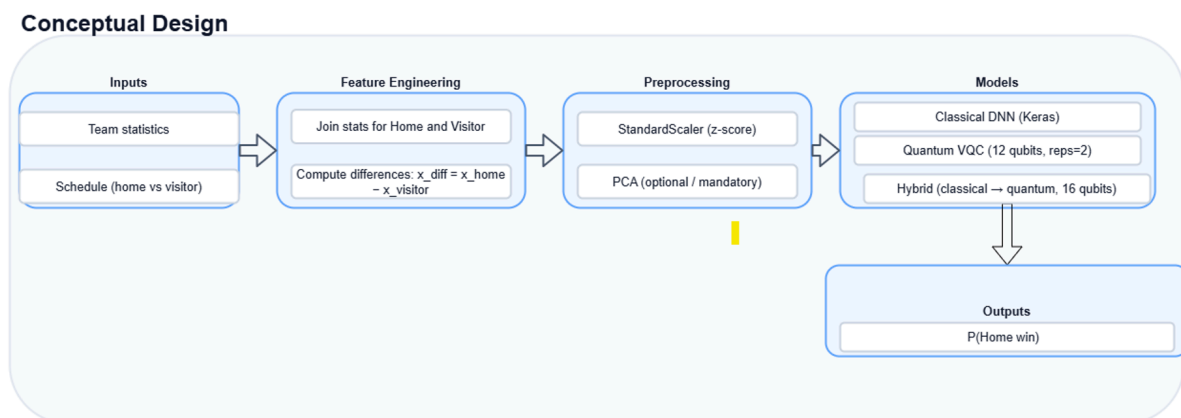 Conceptual Design
Inputs
Team statistics
Schedule (home vs visitor)
Feature Engineering
Join stats for Home and Visitor
Compute differences: x_diff = x_home
− x_visitor
Preprocessing
StandardScaler (z-score)
PCA (optional / mandatory)
Models
Classical DNN (Keras)
Quantum VQC (12 qubits, reps=2)
Hybrid (classical → quantum, 16 qubits)
Outputs
P(Home win)